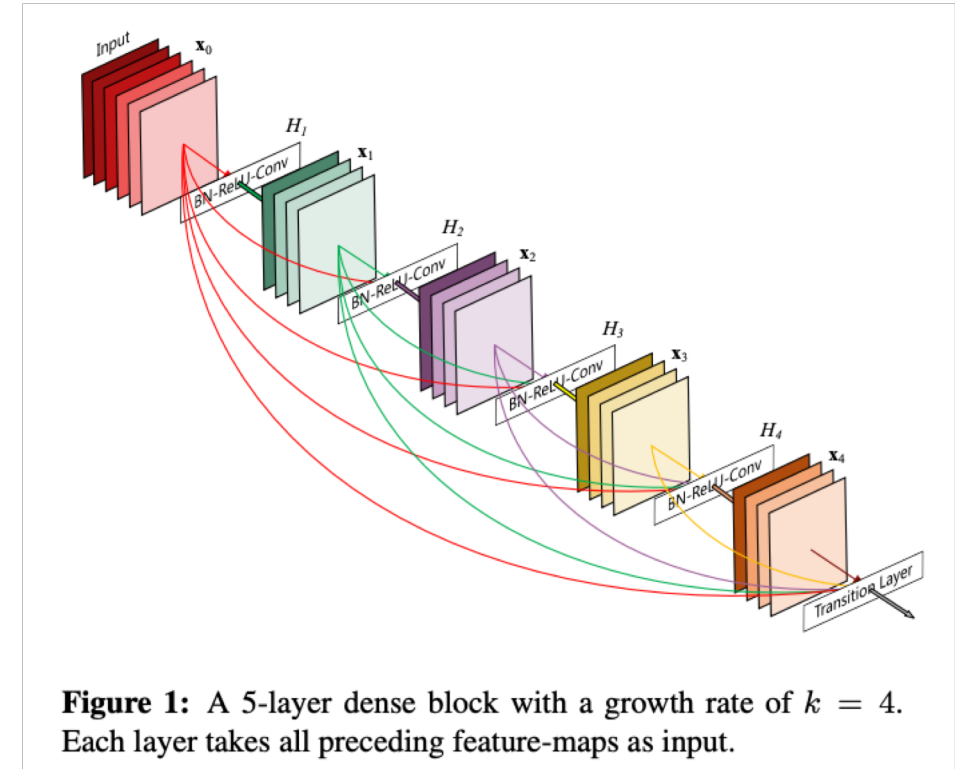 Input
x₀
H₁
BN-ReLU-Conv
x₁
H₂
BN-ReLU-Conv
x₂
H₃
BN-ReLU-Conv
x₃
H₄
BN-ReLU-Conv
x₄
Transition Layer
Figure 1: A 5-layer dense block with a growth rate of k = 4.
Each layer takes all preceding feature-maps as input.